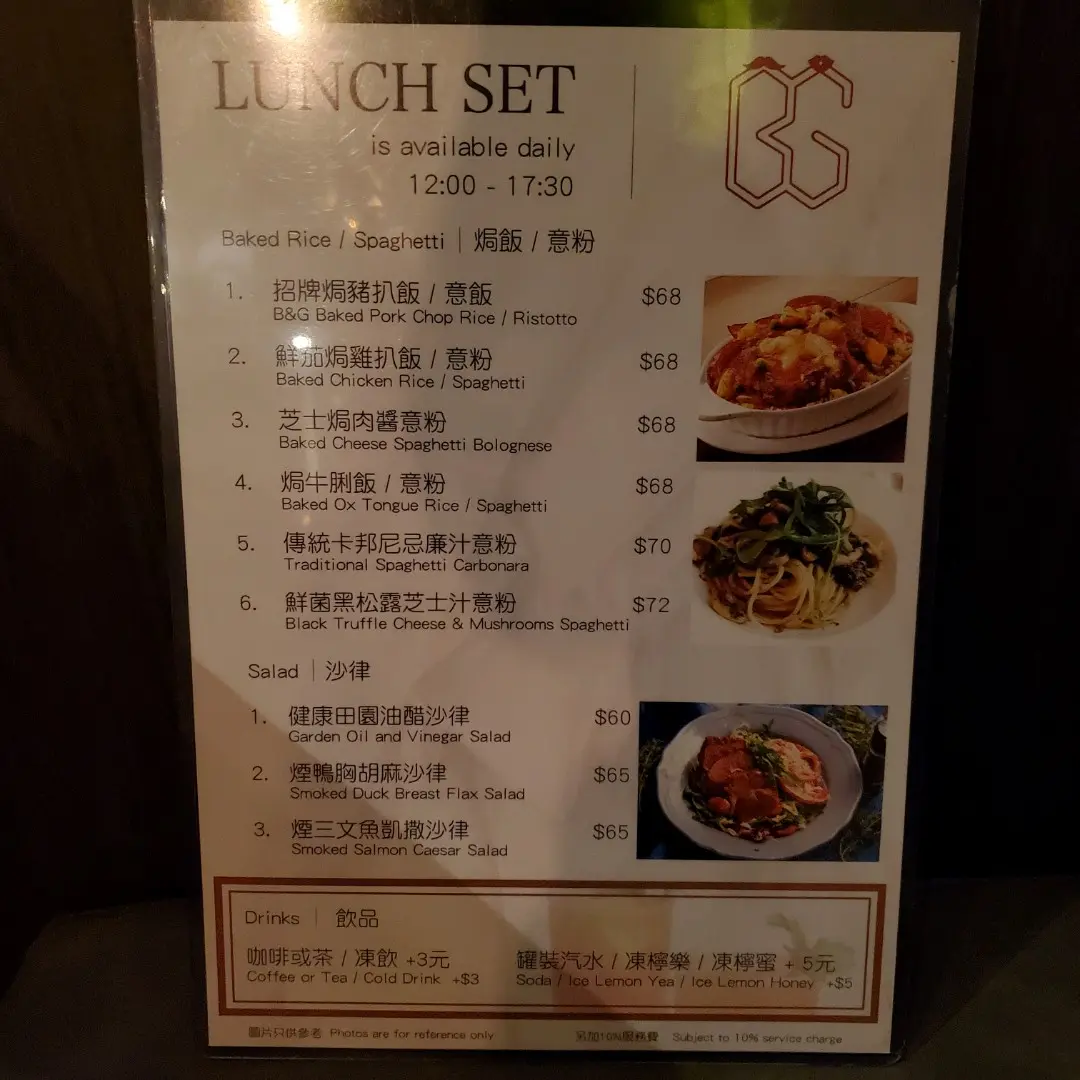 LUNCH SET
is available daily
12:00 - 17:30
BG
Baked Rice / Spaghetti | 焗飯 / 意粉
1. 招牌焗豬扒飯 / 意飯 $68
B&G Baked Pork Chop Rice / Ristotto
2. 鮮茄焗雞扒飯 / 意粉 $68
Baked Chicken Rice / Spaghetti
3. 芝士焗肉醬意粉 $68
Baked Cheese Spaghetti Bolognese
4. 焗牛脷飯 / 意粉 $68
Baked Ox Tongue Rice / Spaghetti
5. 傳統卡邦尼忌廉汁意粉 $70
Traditional Spaghetti Carbonara
6. 鮮菌黑松露芝士汁意粉 $72
Black Truffle Cheese & Mushrooms Spaghetti
Salad | 沙律
1. 健康田園油醋沙律 $60
Garden Oil and Vinegar Salad
2. 煙鴨胸胡麻沙律 $65
Smoked Duck Breast Flax Salad
3. 煙三文魚凱撒沙律 $65
Smoked Salmon Caesar Salad
Drinks | 飲品
咖啡或茶 / 凍飲 +3元
Coffee or Tea / Cold Drink +$3
罐裝汽水 / 凍檸樂 / 凍檸蜜 + 5元
Soda / Ice Lemon Yea / Ice Lemon Honey +$5
圖片只供參考 Photos are for reference only
另加10%服務費 Subject to 10% service charge